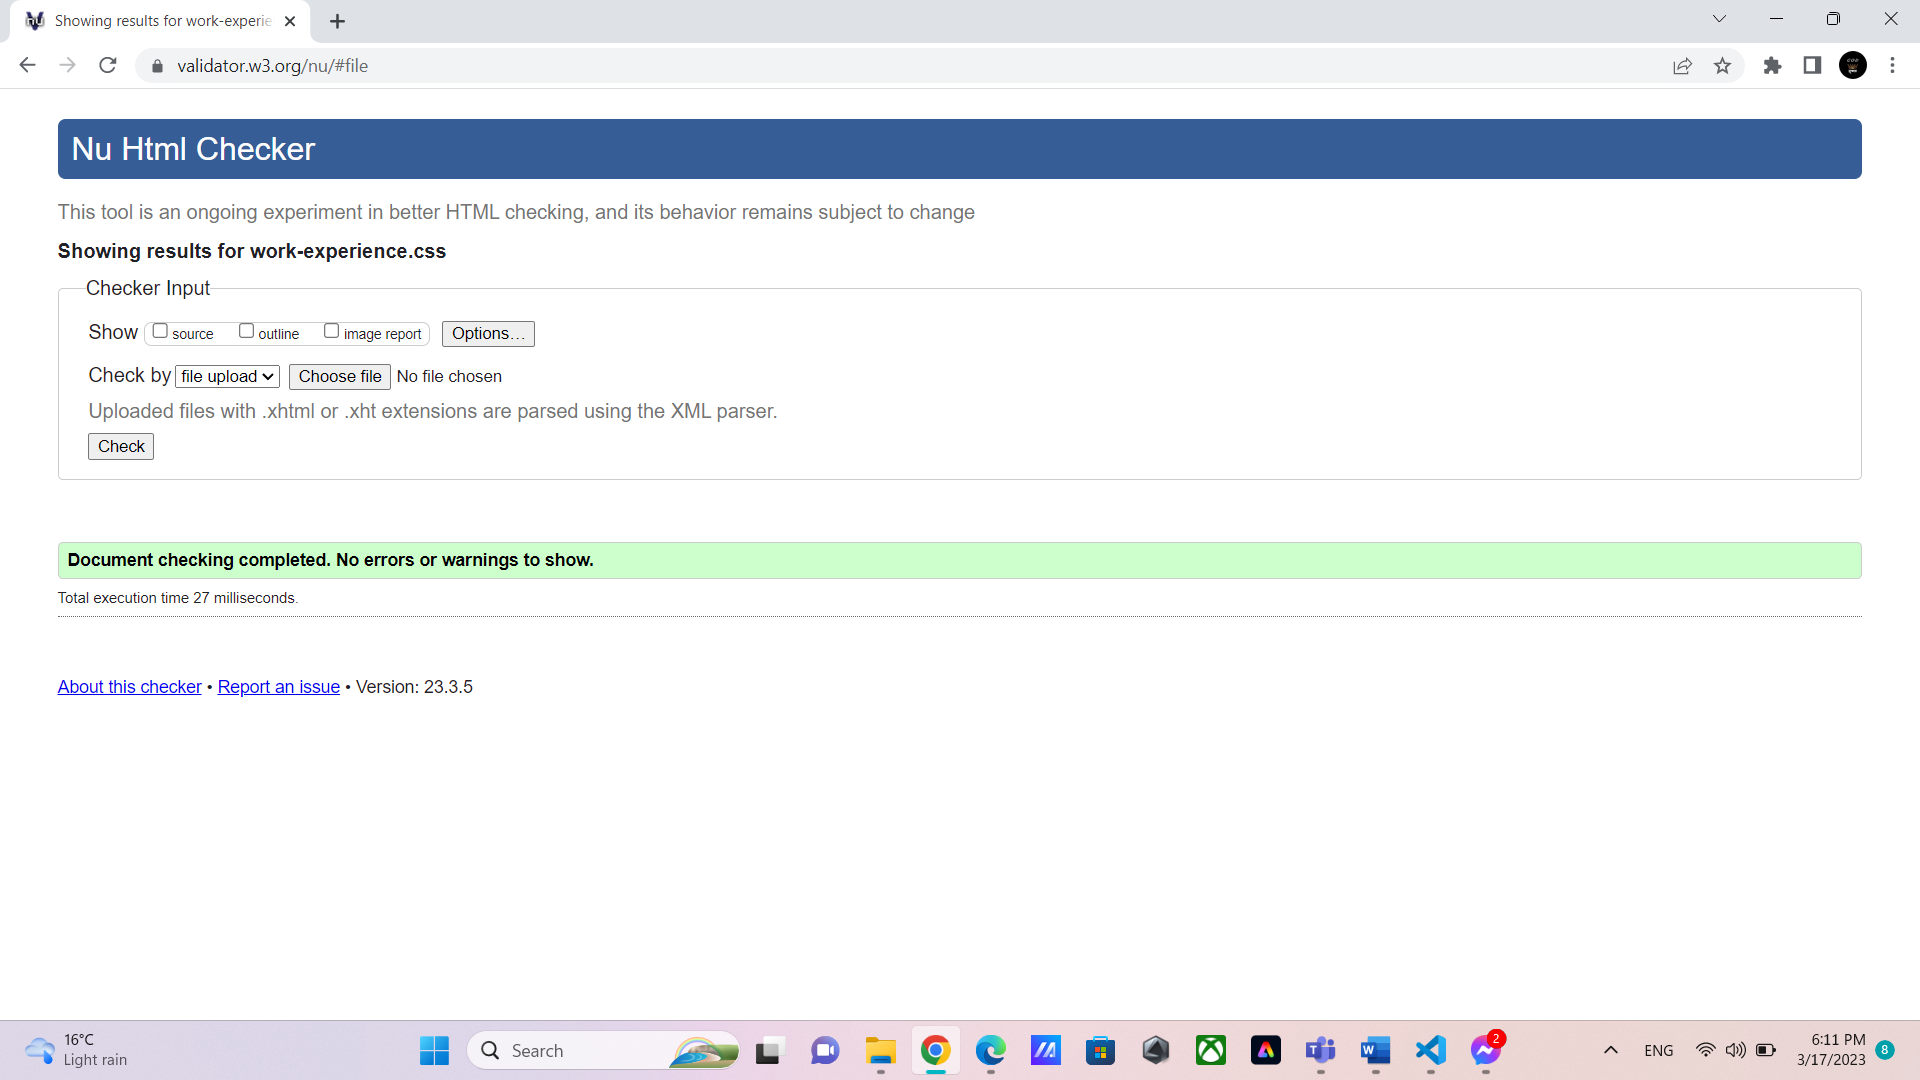 Showing results for work-experie
validator.w3.org/nu/#file
Nu Html Checker
This tool is an ongoing experiment in better HTML checking, and its behavior remains subject to change
Showing results for work-experience.css
Checker Input
Show source outline image report Options…
Check by file upload Choose file No file chosen
Uploaded files with .xhtml or .xht extensions are parsed using the XML parser.
Check
Document checking completed. No errors or warnings to show.
Total execution time 27 milliseconds.
About this checker • Report an issue • Version: 23.3.5
16°C
Light rain
Search
2
ENG
6:11 PM
3/17/2023
8